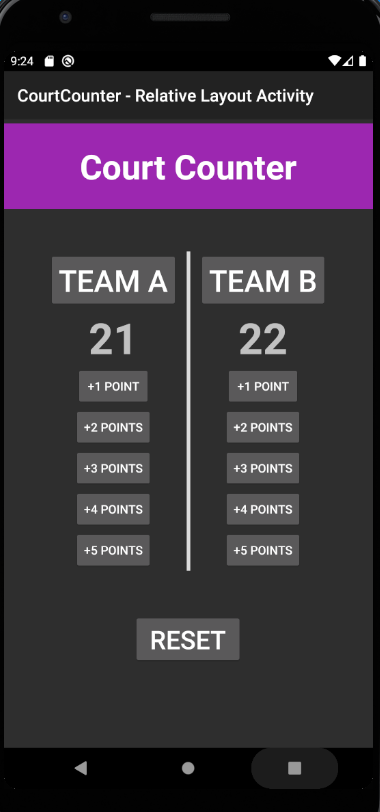 9:24
CourtCounter - Relative Layout Activity
Court Counter
TEAM A TEAM B
21 22
+1 POINT +1 POINT
+2 POINTS +2 POINTS
+3 POINTS +3 POINTS
+4 POINTS +4 POINTS
+5 POINTS +5 POINTS
RESET